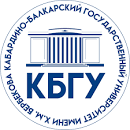 КАБАРДИНО-БАЛКАРСКИЙ ГОСУДАРСТВЕННЫЙ УНИВЕРСИТЕТ ИМЕНИ Х.М. БЕРБЕКОВА
КБГУ